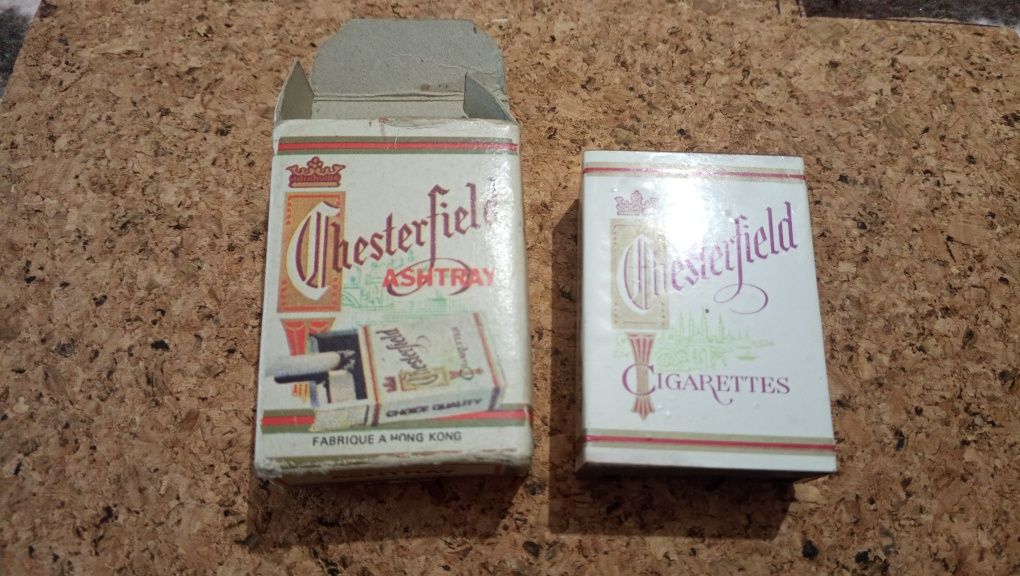 Chesterfield
ASHTRAY
Chesterfield
CHOICE QUALITY
FABRIQUE A HONG KONG
Chesterfield
CIGARETTES